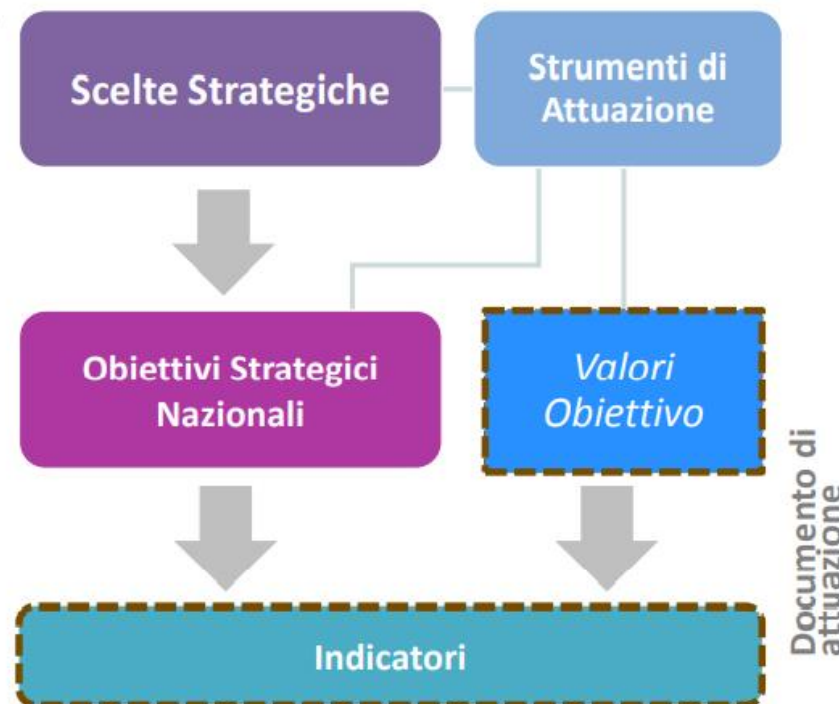 Scelte Strategiche
Strumenti di
Attuazione
Obiettivi Strategici
Nazionali
Valori
Obiettivo
Indicatori
Documento di
attuazione